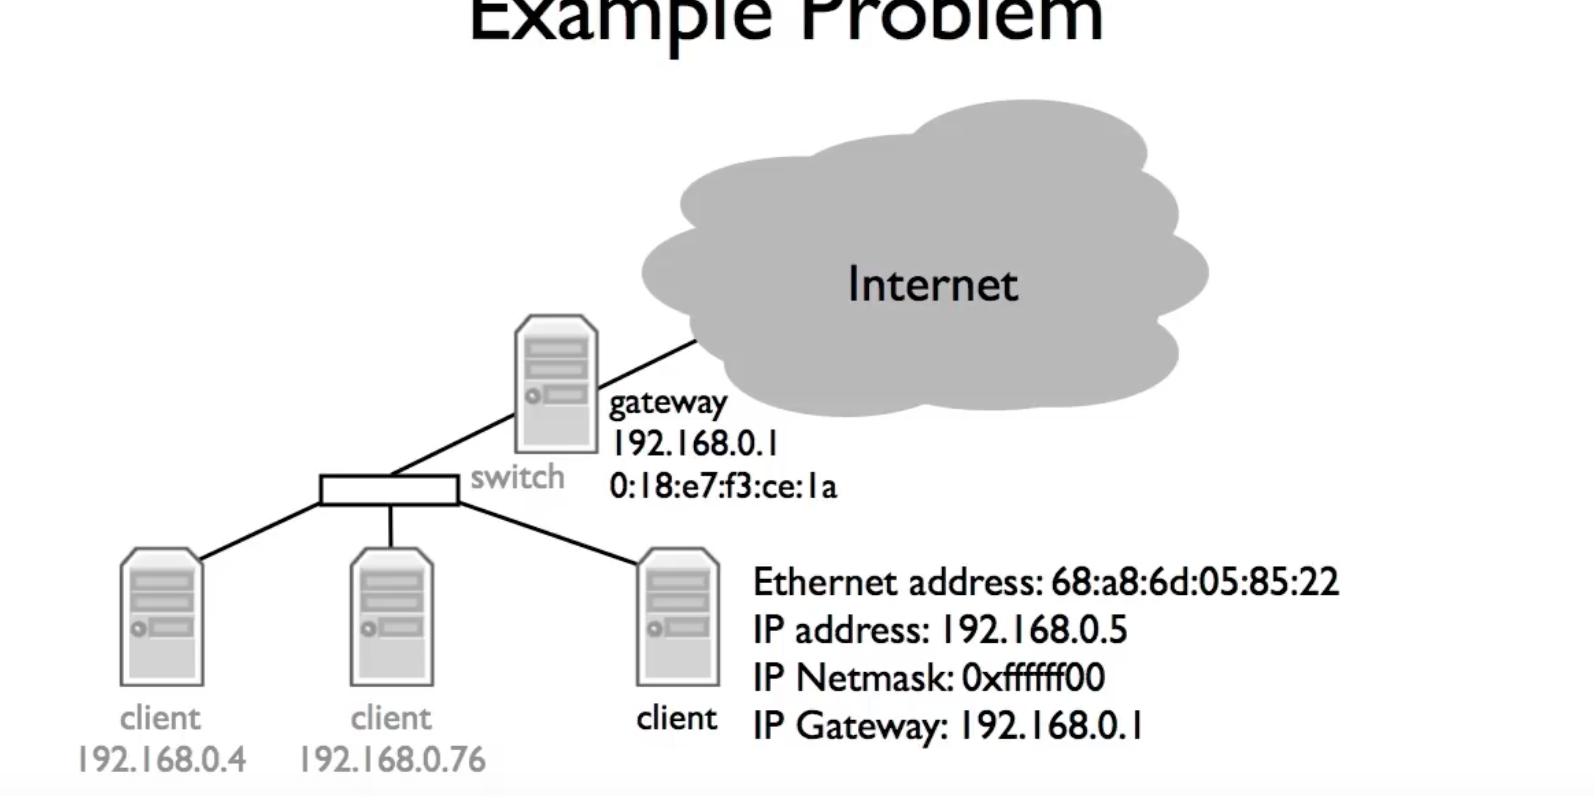 Example Problem
Internet
gateway
192.168.0.1
0:18:e7:f3:ce:1a
switch
Ethernet address: 68:a8:6d:05:85:22
IP address: 192.168.0.5
IP Netmask: 0xffffff00
IP Gateway: 192.168.0.1
client
192.168.0.4
client
192.168.0.76
client